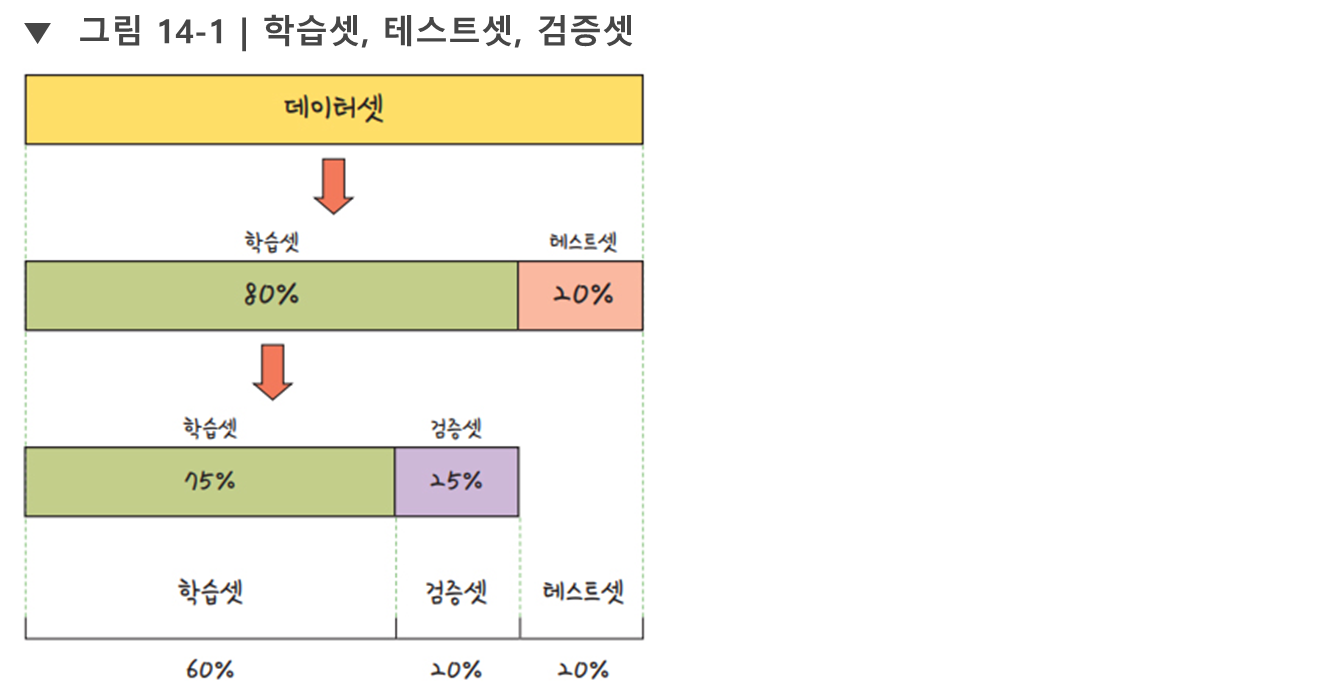 ▼ 그림 14-1 | 학습셋, 테스트셋, 검증셋
데이터셋
학습셋 테스트셋
80% 20%
학습셋 검증셋
75% 25%
학습셋 검증셋 테스트셋
60% 20% 20%